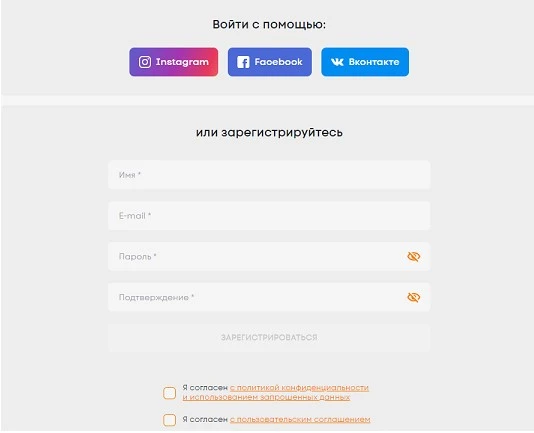 Войти с помощью:
Instagram
Faoebook
Вконтакте
или зарегистрируйтесь
Имя *
E-mail *
Пароль *
Подтверждение *
ЗАРЕГИСТРИРОВАТЬСЯ
Я согласен с политикой конфиденциальности
и использованием запрошенных данных
Я согласен с пользовательским соглашением